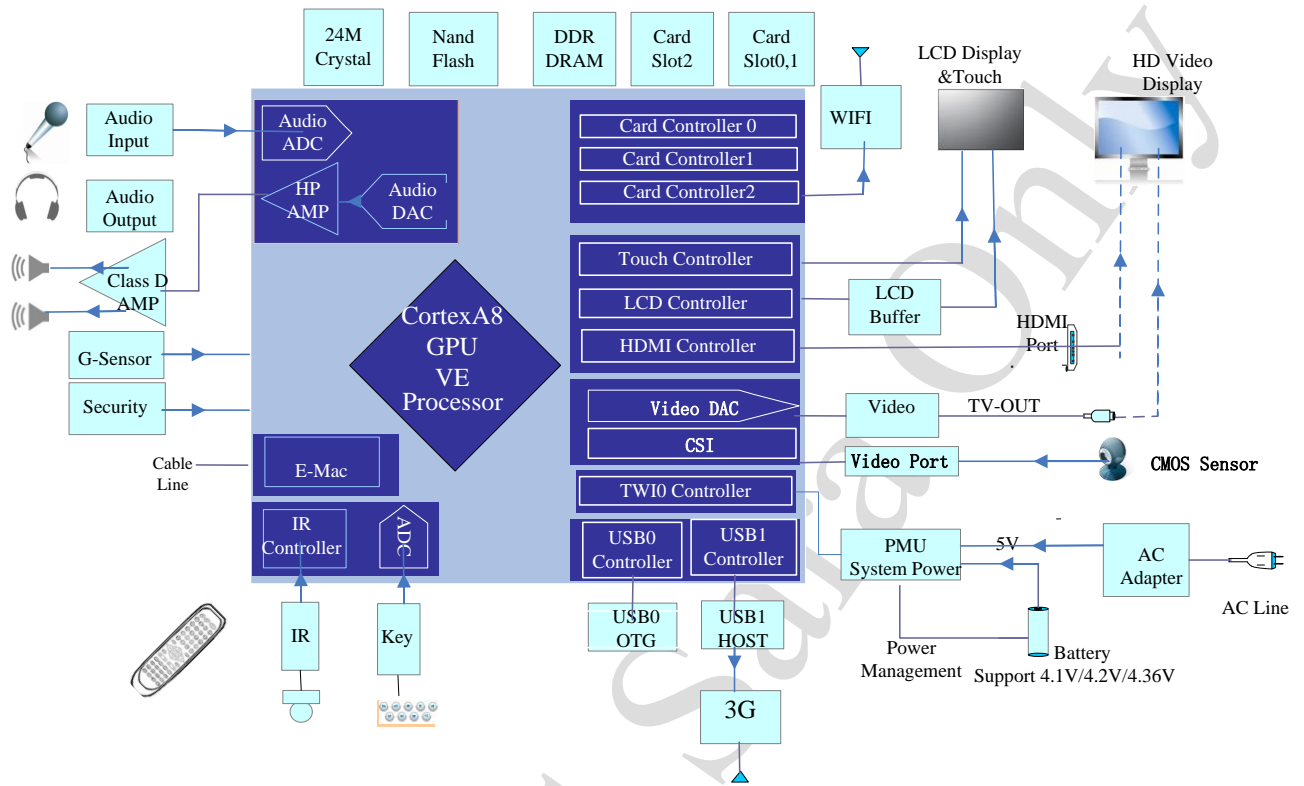 24M
Crystal
Nand
Flash
DDR
DRAM
Card
Slot2
Card
Slot0,1
LCD Display
&Touch
HD Video
Display
WIFI
Audio
Input
Audio
ADC
Audio
Output
HP
AMP
Audio
DAC
Class D
AMP
G-Sensor
Security
Cable
Line
E-Mac
IR
Controller
ADC
IR
Key
CortexA8
GPU
VE
Processor
Card Controller 0
Card Controller1
Card Controller2
Touch Controller
LCD Controller
HDMI Controller
LCD
Buffer
HDMI
Port
Video DAC
CSI
Video
TV-OUT
Video Port
CMOS Sensor
TWI0 Controller
USB0
Controller
USB1
Controller
USB0
OTG
USB1
HOST
3G
PMU
System Power
5V
AC
Adapter
AC Line
Power
Management
Battery
Support 4.1V/4.2V/4.36V
Saria Only